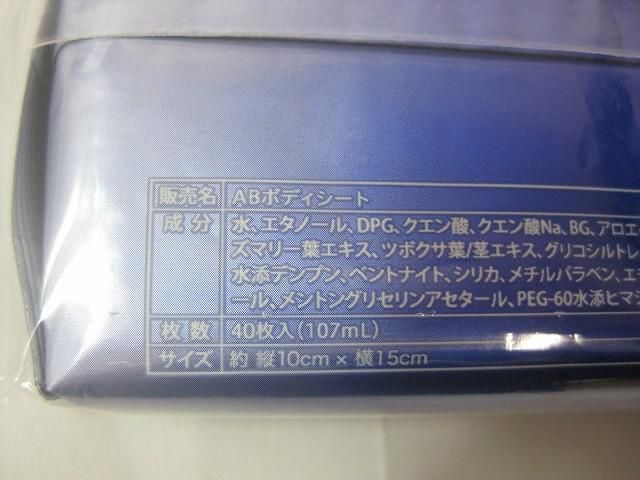 販売名 ABボディシート
成分 水、エタノール、DPG、クエン酸、クエン酸Na、BG、アロエ
ズマリー葉エキス、ツボクサ葉/茎エキス、グリコシルトレ
水添デンプン、ベントナイト、シリカ、メチルパラベン、エ
ール、メントングリセリンアセタール、PEG-60水添ヒマシ
枚数 40枚入(107mL)
サイズ 約 縦10cm×横15cm